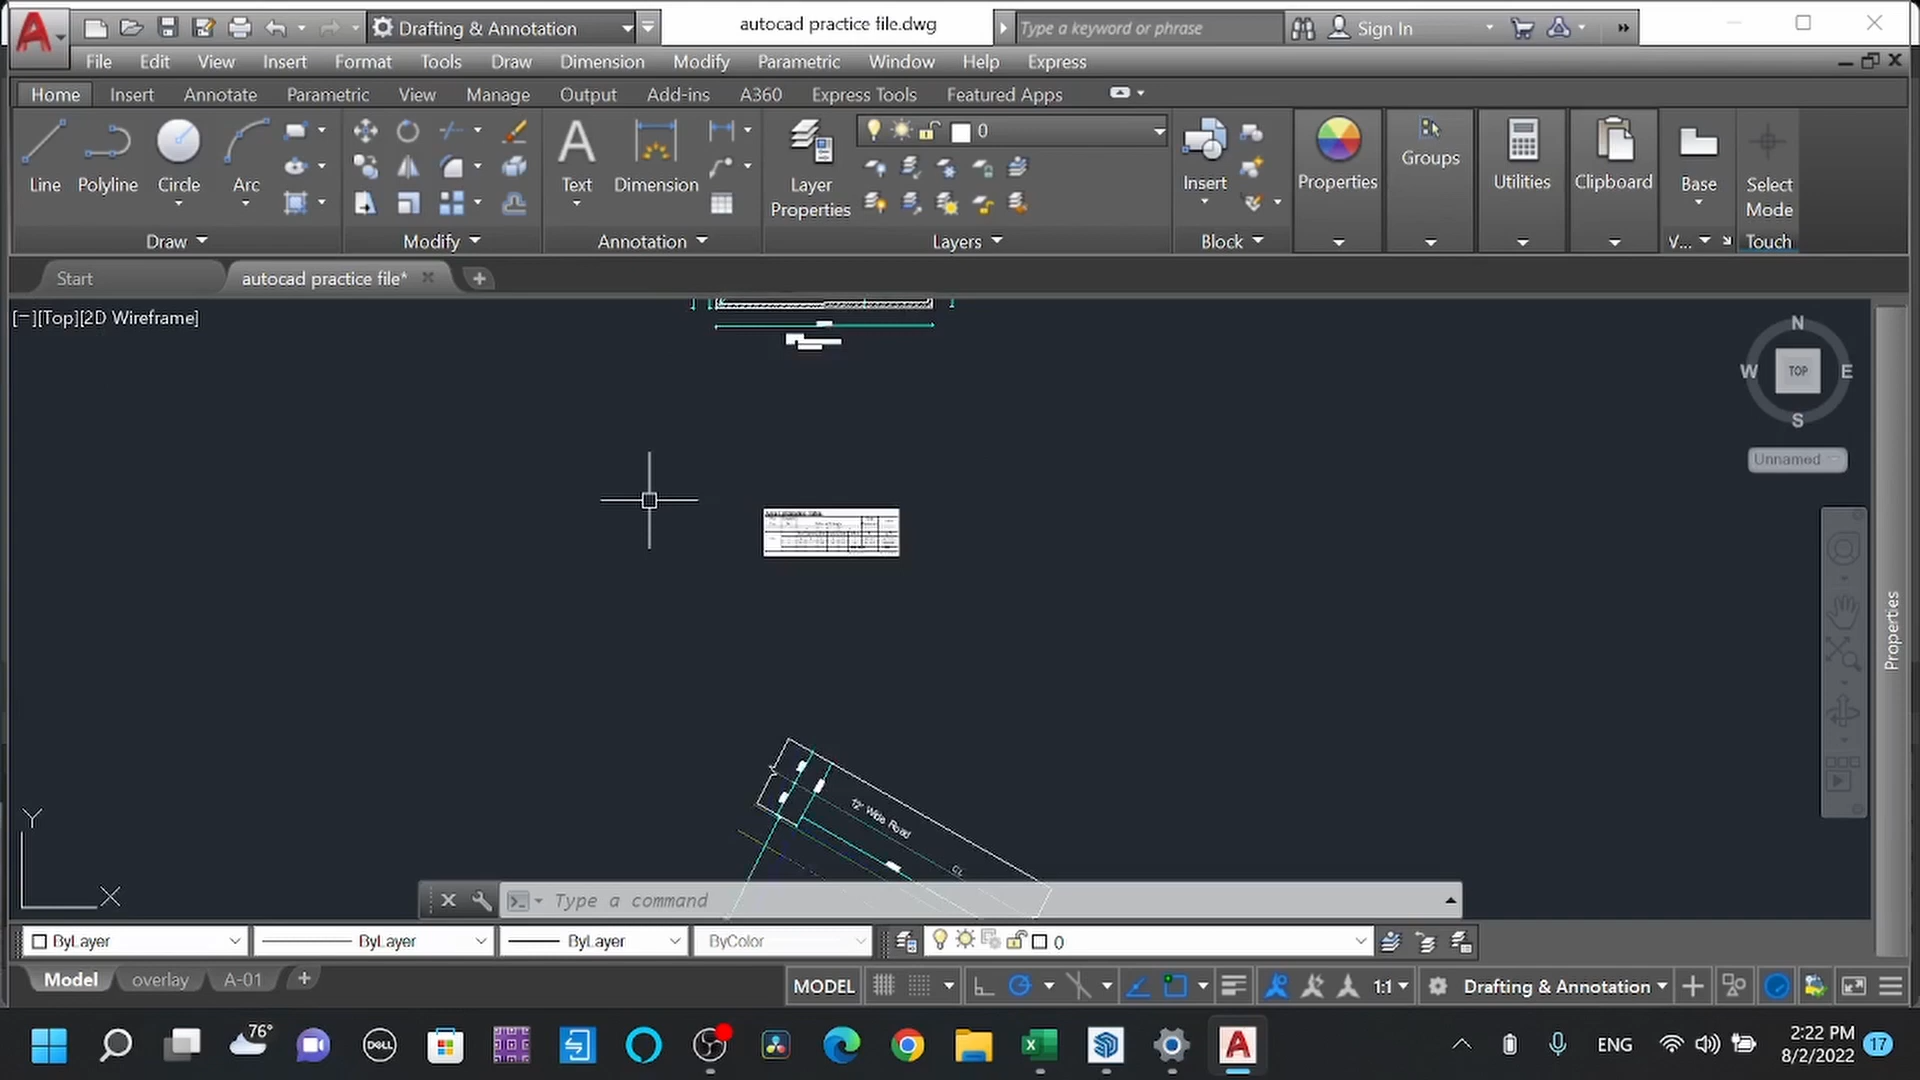 Drafting & Annotation
autocad practice file.dwg
Type a keyword or phrase
Sign In
File Edit View Insert Format Tools Draw Dimension Modify Parametric Window Help Express
Home Insert Annotate Parametric View Manage Output Add-ins A360 Express Tools Featured Apps
0
Line Polyline Circle Arc
Text Dimension
Layer
Properties
Insert
Properties
Groups
Utilities
Clipboard
Base
Select
Mode
Draw Modify Annotation Layers Block V... Touch
Start
autocad practice file*
[−][Top][2D Wireframe]
N
W TOP E
S
Unnamed
Properties
12' Wide Road
CL
Y
X
Type a command
ByLayer ByLayer ByLayer ByColor 0
Model overlay A-01
MODEL 1:1 Drafting & Annotation
76°
DELL
ENG
2:22 PM
8/2/2022
17